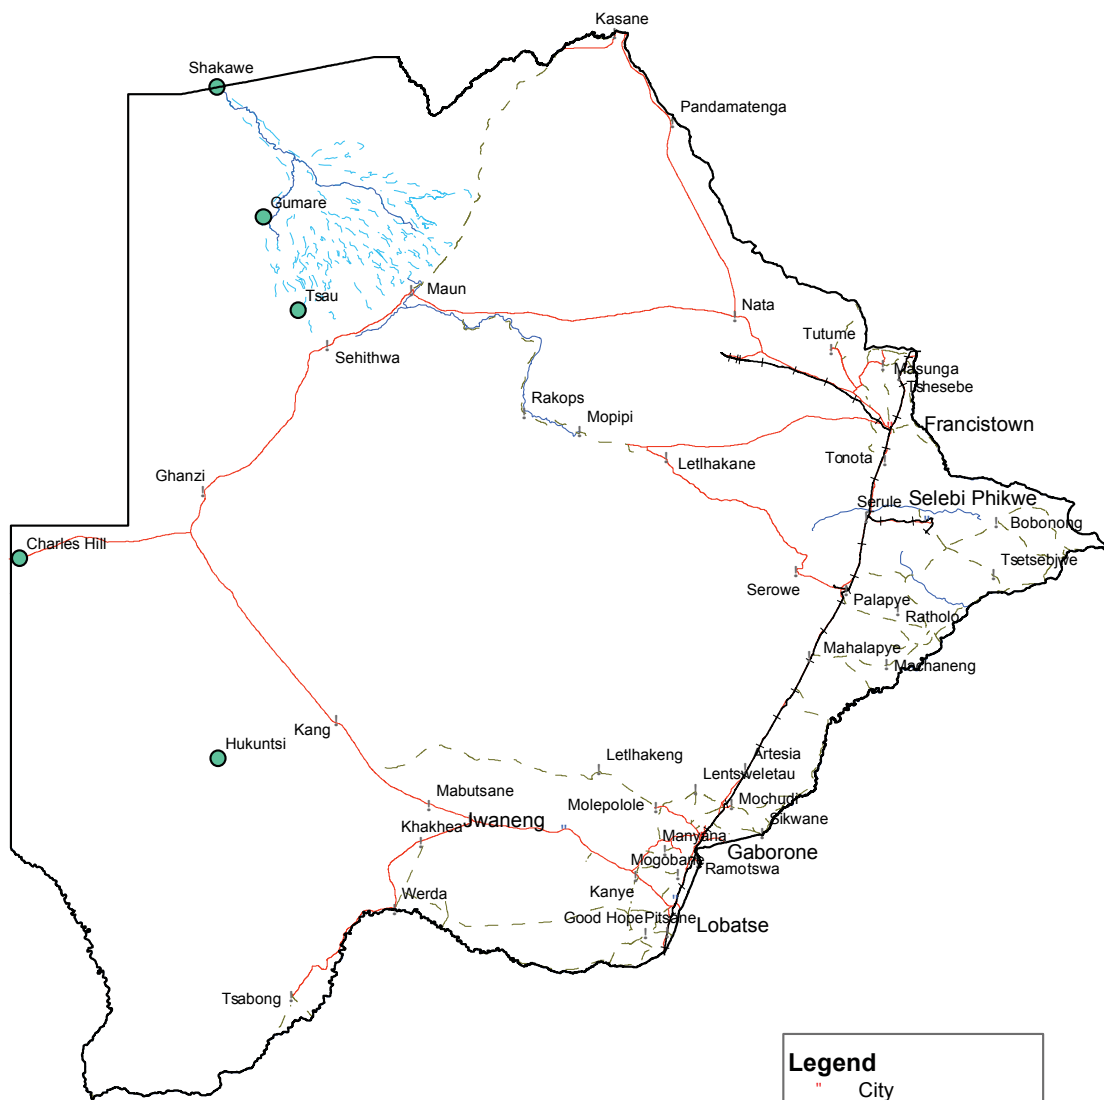 Kasane
Shakawe
Pandamatenga
Gumare
Maun
Tsau
Nata
Tutume
Sehithwa
Masunga
Tshesebe
Rakops
Mopipi
Francistown
Letlhakane
Tonota
Ghanzi
Serule
Selebi Phikwe
Bobonong
Charles Hill
Tsetsebjwe
Serowe
Palapye
Ratholo
Mahalapye
Machaneng
Kang
Hukuntsi
Letlhakeng
Artesia
Lentsweletau
Mabutsane
Molepolole
Mochudi
Jwaneng
Sikwane
Khakhea
Manyana
Gaborone
Mogobane
Ramotswa
Kanye
Werda
Good Hope
Pitsane
Lobatse
Tsabong
Legend
" City